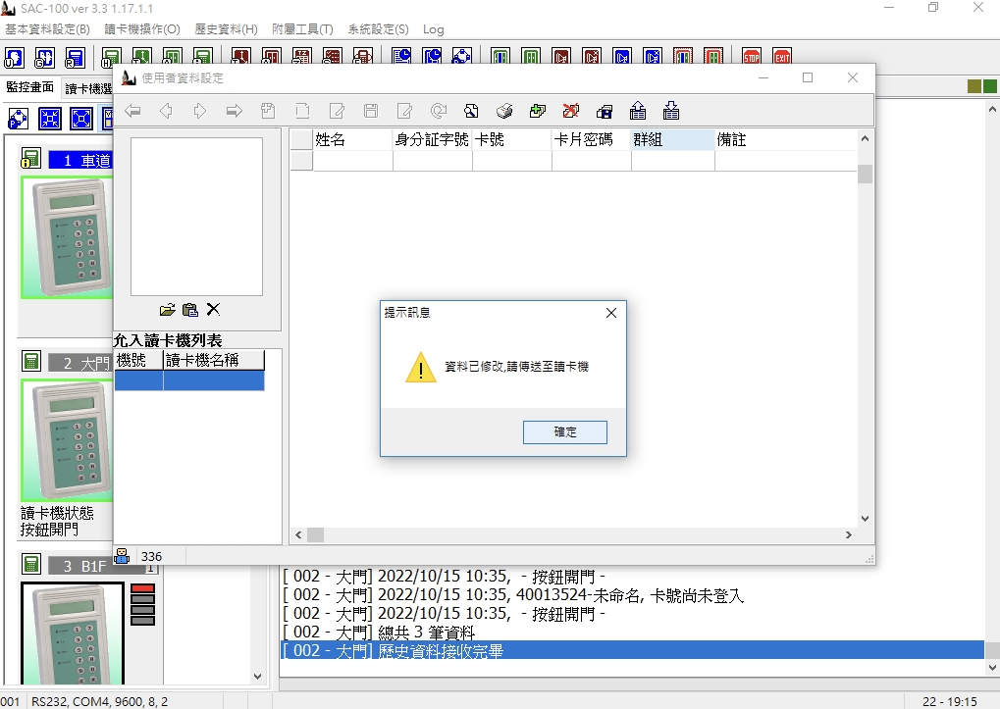 SAC-100 ver 3.3 1.17.1.1
基本資料設定(B) 讀卡機操作(O) 歷史資料(H) 附屬工具(T) 系統設定(S) Log
監控畫面 讀卡機選
使用者資料設定
姓名 身分証字號 卡號 卡片密碼 群組 備註
1 車道
允入讀卡機列表
機號 讀卡機名稱
提示訊息
資料已修改,請傳送至讀卡機
確定
2 大門
讀卡機狀態
按鈕開門
336
3 B1F
1
[ 002 - 大門] 2022/10/15 10:35, - 按鈕開門 -
[ 002 - 大門] 2022/10/15 10:35, 40013524-未命名, 卡號尚未登入
[ 002 - 大門] 2022/10/15 10:35, - 按鈕開門 -
[ 002 - 大門] 總共 3 筆資料
[ 002 - 大門] 歷史資料接收完畢
001 RS232, COM4, 9600, 8, 2 22 - 19:15